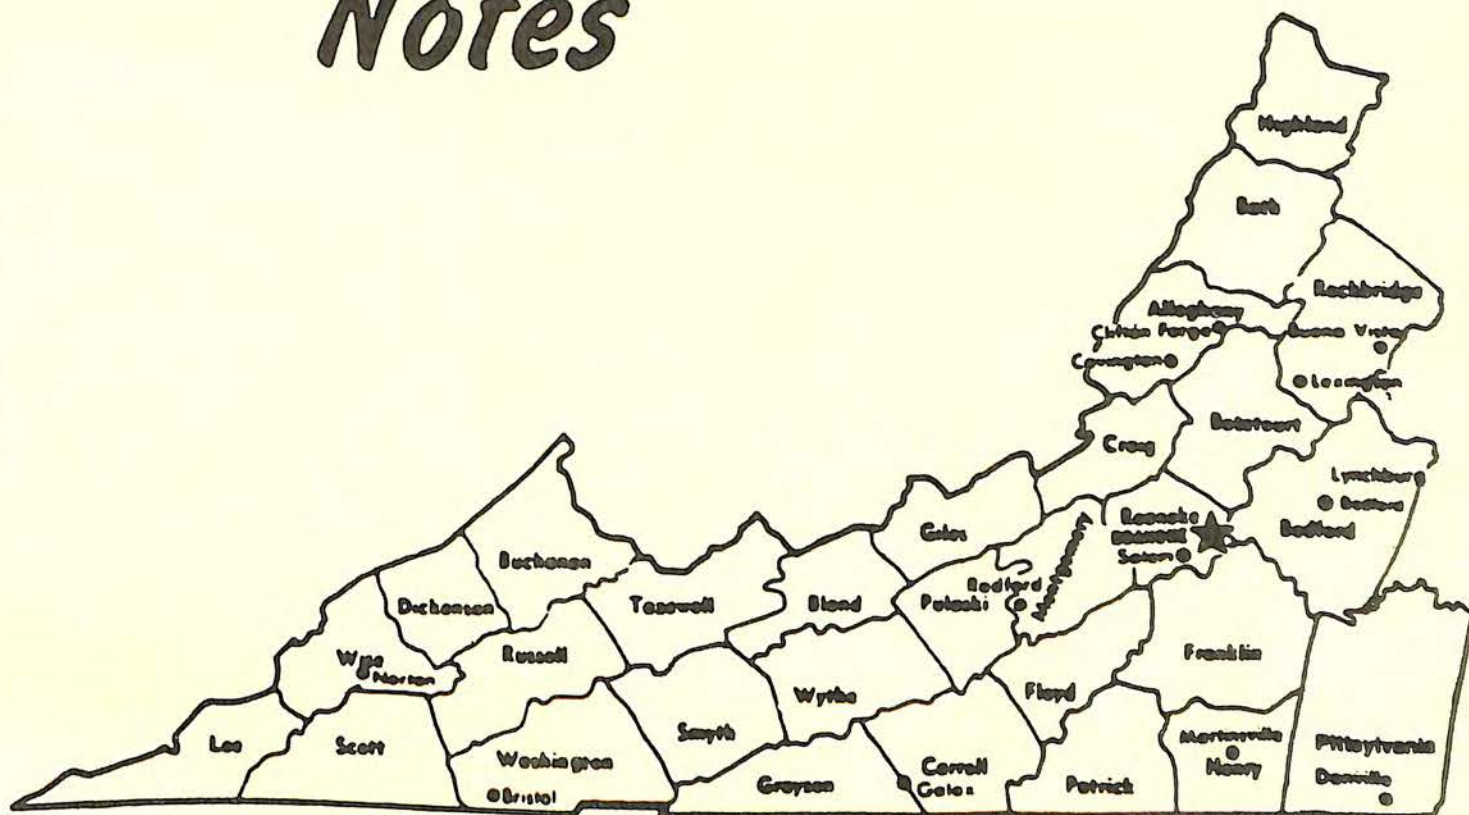 Notes
Highland
Bath
Rockbridge
Alleghany
Clifton Forge
Buena Vista
Covington
Lexington
Craig
Botetourt
Lynchburg
Bedford
Bedford
Roanoke
Salem
Giles
Montgomery
Radford
Pulaski
Buchanan
Dickenson
Tazewell
Bland
Wise
Norton
Russell
Franklin
Wythe
Floyd
Lee
Scott
Washington
Bristol
Smyth
Grayson
Carroll
Galax
Patrick
Martinsville
Henry
Pittsylvania
Danville